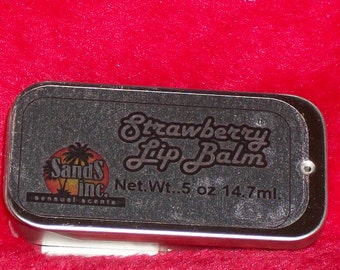 Strawberry
Lip Balm
SandS
inc.
sensual scents
Net.Wt..5 oz 14.7ml.